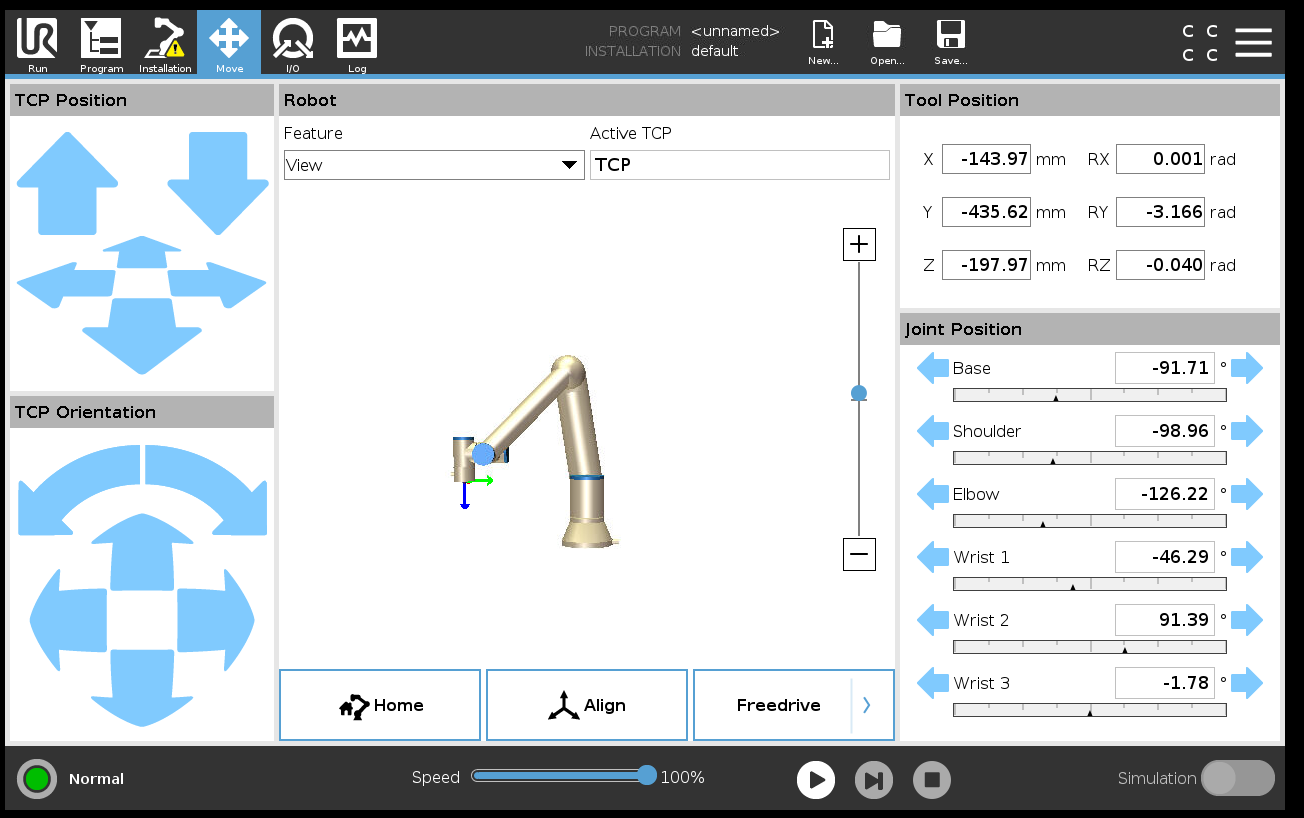 PROGRAM <unnamed>
INSTALLATION default
C C
C C
Run Program Installation Move I/O Log New... Open... Save...
TCP Position
Robot
Tool Position
Feature Active TCP
View TCP
X -143.97 mm RX 0.001 rad
Y -435.62 mm RY -3.166 rad
Z -197.97 mm RZ -0.040 rad
Joint Position
Base -91.71 °
TCP Orientation
Shoulder -98.96 °
Elbow -126.22 °
Wrist 1 -46.29 °
Wrist 2 91.39 °
Wrist 3 -1.78 °
Home Align Freedrive
Normal Speed 100% Simulation